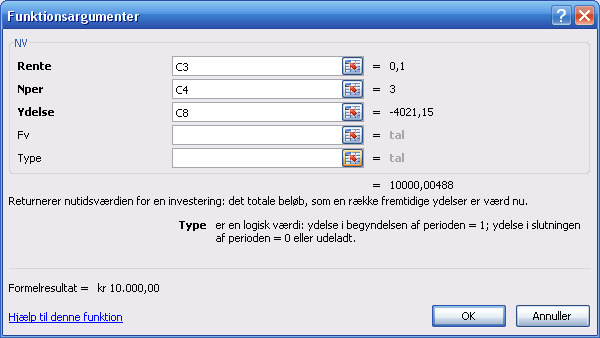 Funktionsargumenter
NV
Rente C3 = 0,1
Nper C4 = 3
Ydelse C8 = -4021,15
Fv = tal
Type = tal
= 10000,00488
Returnerer nutidsværdien for en investering: det totale beløb, som en række fremtidige ydelser er værd nu.
Type er en logisk værdi: ydelse i begyndelsen af perioden = 1; ydelse i slutningen
af perioden = 0 eller udeladt.
Formelresultat = kr 10.000,00
Hjælp til denne funktion
OK
Annuller